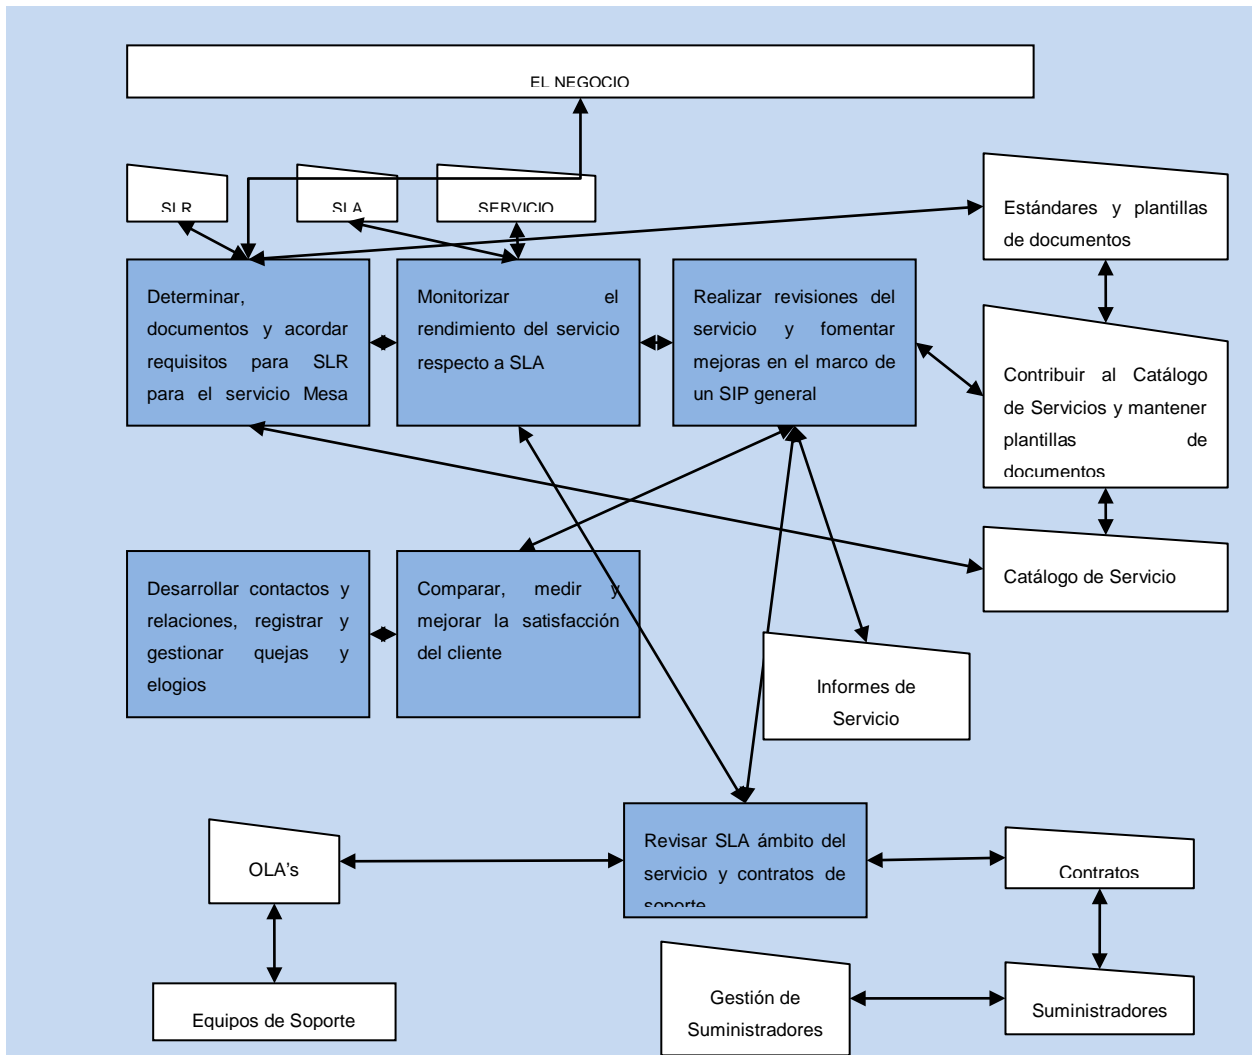 EL NEGOCIO
SLR
SLA
SERVICIO
Estándares y plantillas
de documentos
Determinar,
documentos y acordar
requisitos para SLR
para el servicio Mesa
Monitorizar el
rendimiento del servicio
respecto a SLA
Realizar revisiones del
servicio y fomentar
mejoras en el marco de
un SIP general
Contribuir al Catálogo
de Servicios y mantener
plantillas de
documentos
Catálogo de Servicio
Desarrollar contactos y
relaciones, registrar y
gestionar quejas y
elogios
Comparar, medir y
mejorar la satisfacción
del cliente
Informes de
Servicio
OLA's
Revisar SLA ámbito del
servicio y contratos de
soporte
Contratos
Equipos de Soporte
Gestión de
Suministradores
Suministradores